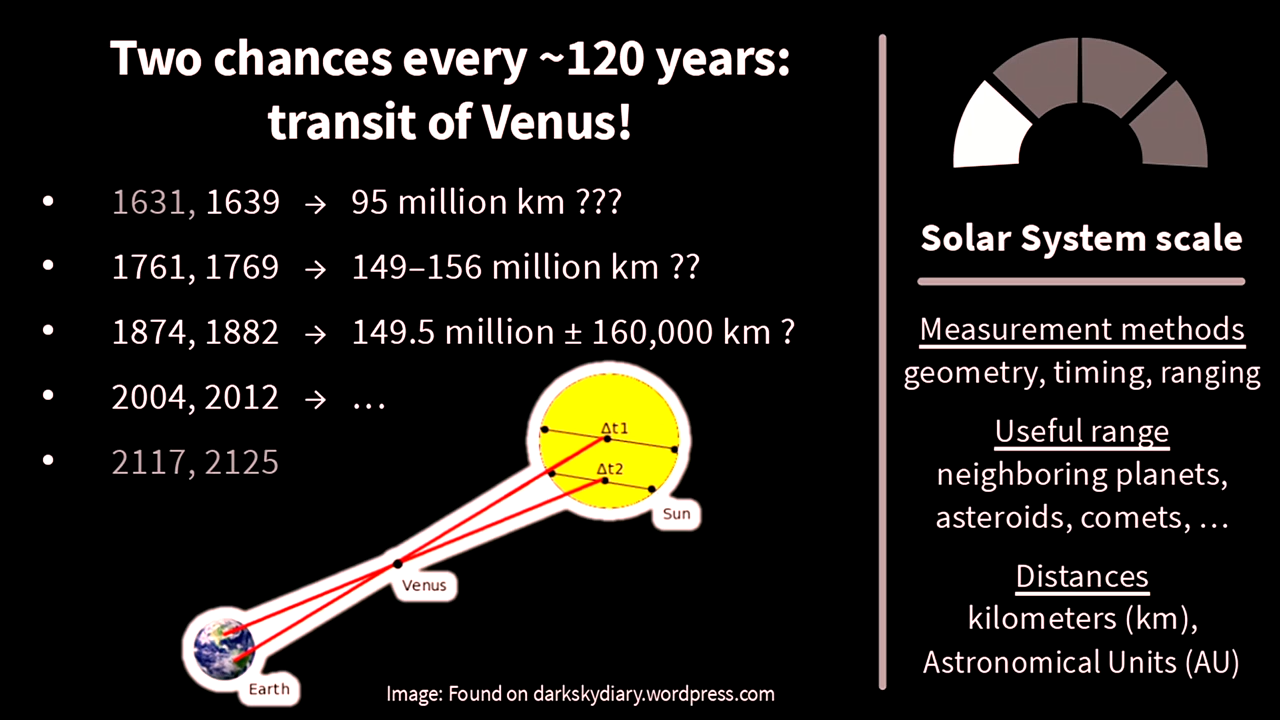 Two chances every ~120 years:
transit of Venus!
• 1631, 1639 → 95 million km ???
• 1761, 1769 → 149–156 million km ??
• 1874, 1882 → 149.5 million ± 160,000 km ?
• 2004, 2012 → …
• 2117, 2125
Δt1
Δt2
Sun
Venus
Earth
Image: Found on darkskydiary.wordpress.com
Solar System scale
Measurement methods
geometry, timing, ranging
Useful range
neighboring planets,
asteroids, comets, …
Distances
kilometers (km),
Astronomical Units (AU)